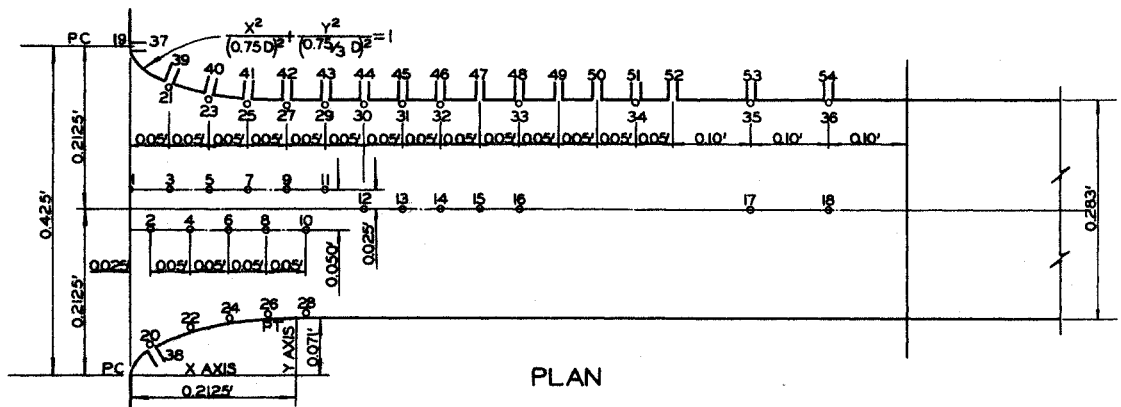 X² / (0.75 D)² + Y² / (0.75⅓ D)² = 1
PC 19 37
39 40 41 42 43 44 45 46 47 48 49 50 51 52 53 54
21 23 25 27 29 30 31 32 33 34 35 36
0.05' 0.05' 0.05' 0.05' 0.05' 0.05' 0.05' 0.05' 0.05' 0.05' 0.05' 0.05' 0.05' 0.05' 0.10' 0.10' 0.10'
0.2125'
0.425'
1 3 5 7 9 11
12 13 14 15 16 17 18
2 4 6 8 10
0.283'
0.025'
0.050'
0.025' 0.05' 0.05' 0.05' 0.05'
0.2125'
20 22 24 26 28
PT
38
Y AXIS
0.071'
PC X AXIS
0.2125'
PLAN